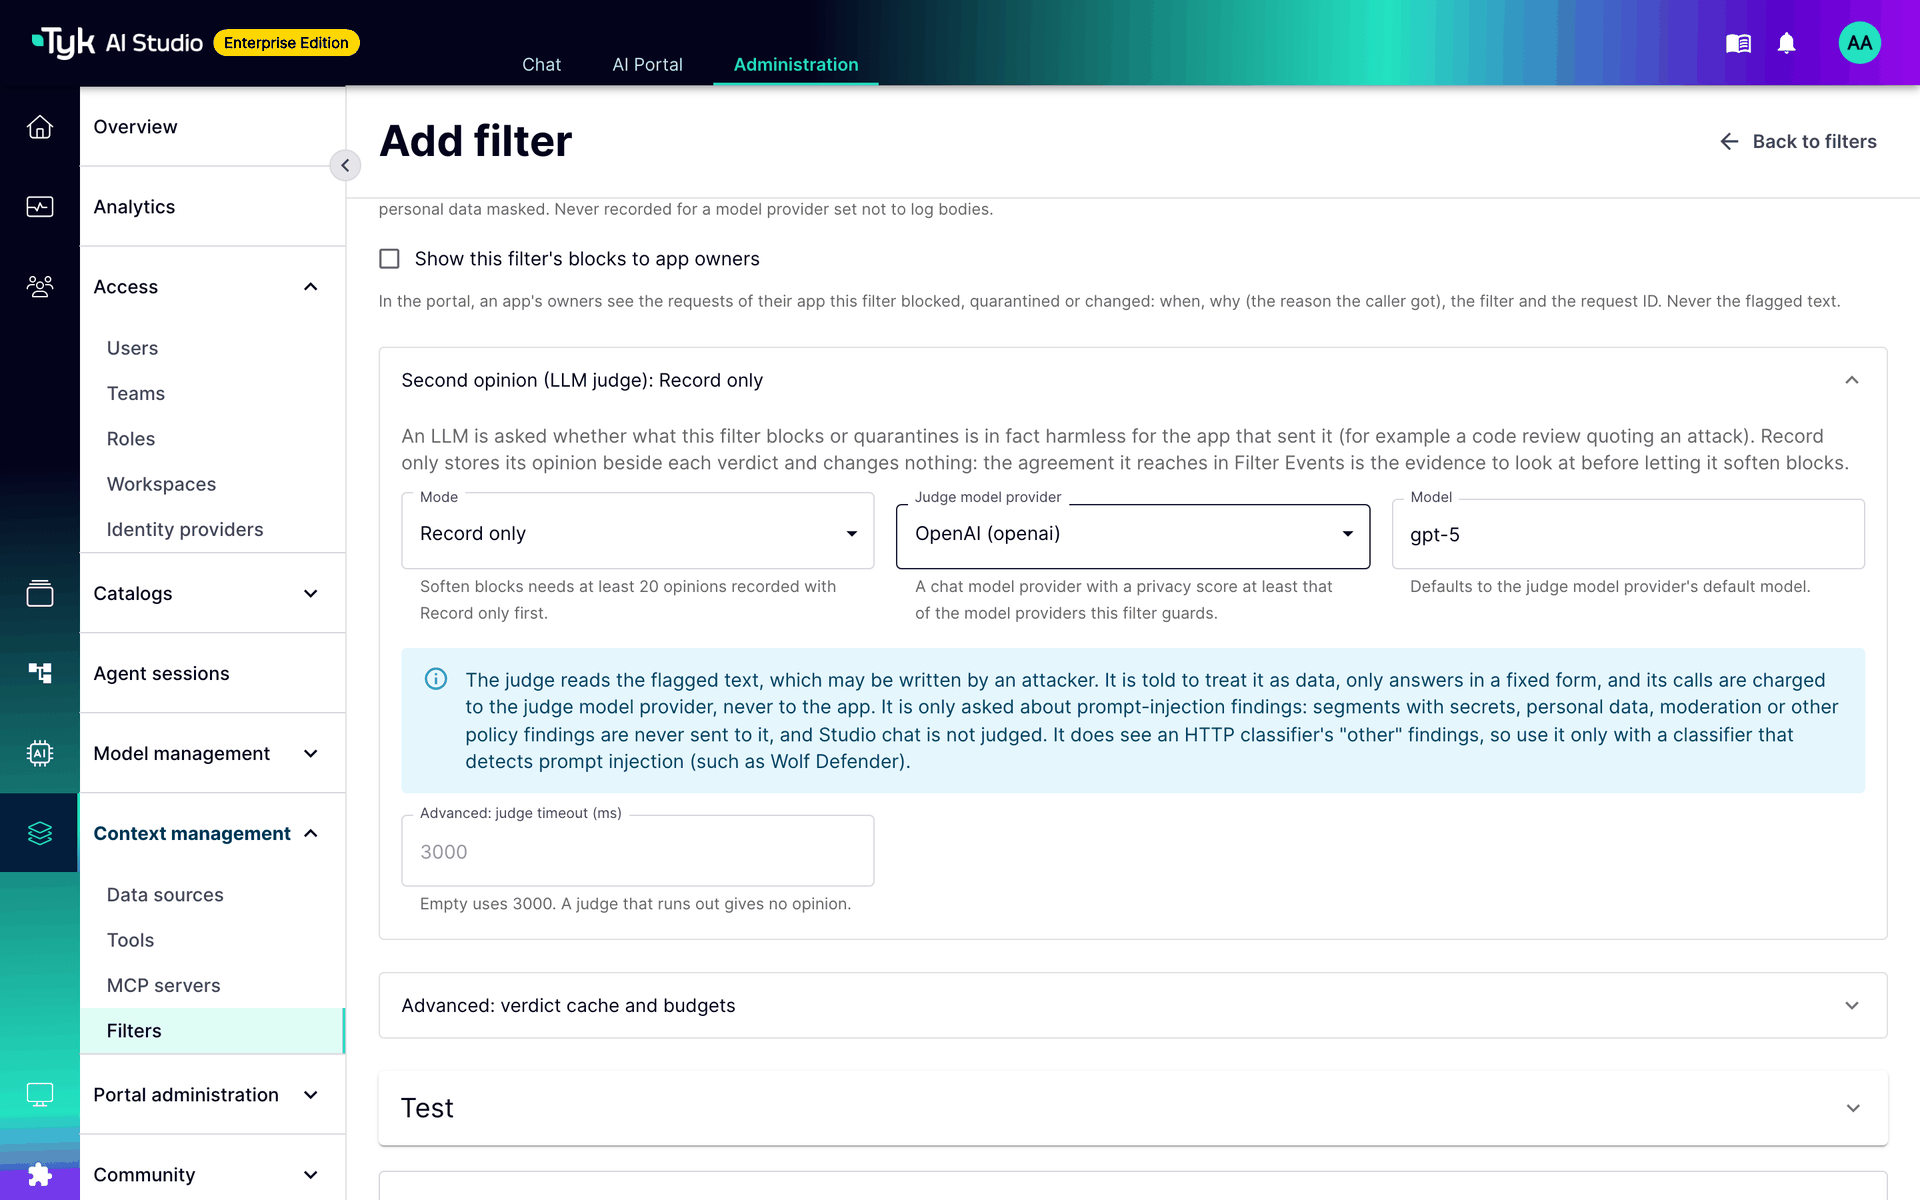 Tyk AI Studio Enterprise Edition
Chat
AI Portal
Administration
AA
Overview
Analytics
Access
Users
Teams
Roles
Workspaces
Identity providers
Catalogs
Agent sessions
AI
Model management
Context management
Data sources
Tools
MCP servers
Filters
Portal administration
Community
Add filter
Back to filters
personal data masked. Never recorded for a model provider set not to log bodies.
Show this filter's blocks to app owners
In the portal, an app's owners see the requests of their app this filter blocked, quarantined or changed: when, why (the reason the caller got), the filter and the request ID. Never the flagged text.
Second opinion (LLM judge): Record only
An LLM is asked whether what this filter blocks or quarantines is in fact harmless for the app that sent it (for example a code review quoting an attack). Record
only stores its opinion beside each verdict and changes nothing: the agreement it reaches in Filter Events is the evidence to look at before letting it soften blocks.
Mode
Record only
Soften blocks needs at least 20 opinions recorded with
Record only first.
Judge model provider
OpenAI (openai)
A chat model provider with a privacy score at least that
of the model providers this filter guards.
Model
gpt-5
Defaults to the judge model provider's default model.
The judge reads the flagged text, which may be written by an attacker. It is told to treat it as data, only answers in a fixed form, and its calls are charged
to the judge model provider, never to the app. It is only asked about prompt-injection findings: segments with secrets, personal data, moderation or other
policy findings are never sent to it, and Studio chat is not judged. It does see an HTTP classifier's "other" findings, so use it only with a classifier that
detects prompt injection (such as Wolf Defender).
Advanced: judge timeout (ms)
3000
Empty uses 3000. A judge that runs out gives no opinion.
Advanced: verdict cache and budgets
Test